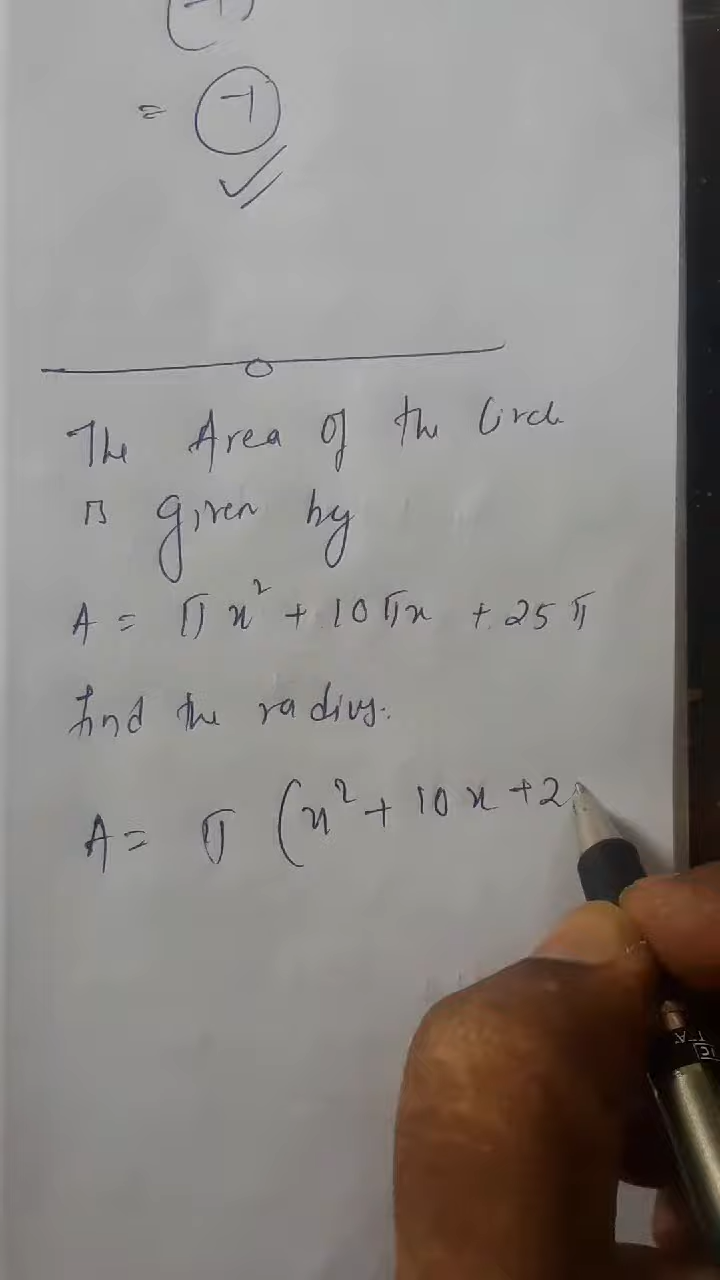 = -1
The Area of the Circle
is given by
A = πx² + 10πx + 25π
find the radius.
A = π (x² + 10x + 2